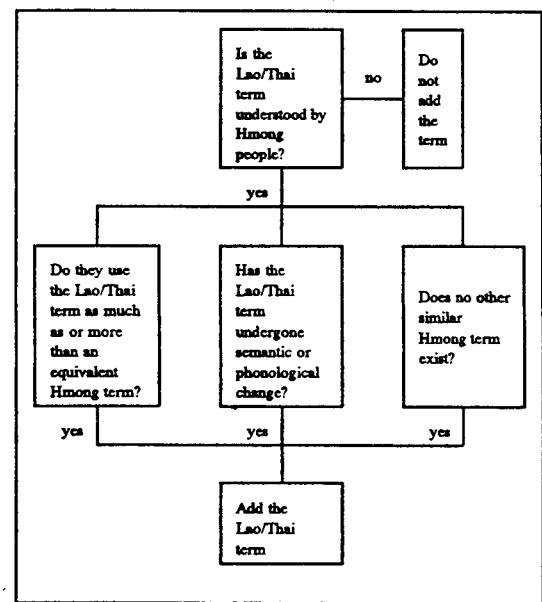 Is the
Lao/Thai
term
understood by
Hmong
people?
no
Do
not
add
the
term
yes
Do they use
the Lao/Thai
term as much
as or more
than an
equivalent
Hmong term?
Has the
Lao/Thai
term
undergone
semantic or
phonological
change?
Does no other
similar
Hmong term
exist?
yes
yes
yes
Add the
Lao/Thai
term